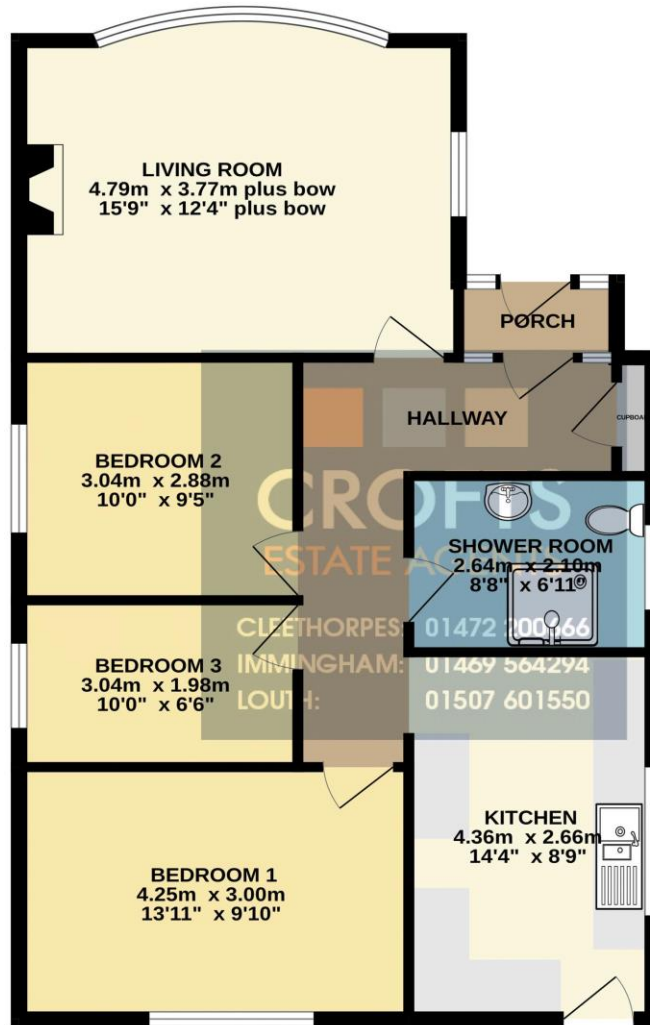 LIVING ROOM
4.79m x 3.77m plus bow
15'9" x 12'4" plus bow
PORCH
HALLWAY
BEDROOM 2
3.04m x 2.88m
10'0" x 9'5"
CROFTS
ESTATE AGENTS
SHOWER ROOM
2.64m x 2.10m
8'8" x 6'11"
CLEETHORPES: 01472 200666
IMMINGHAM: 01469 564294
LOUTH: 01507 601550
BEDROOM 3
3.04m x 1.98m
10'0" x 6'6"
KITCHEN
4.36m x 2.66m
14'4" x 8'9"
BEDROOM 1
4.25m x 3.00m
13'11" x 9'10"